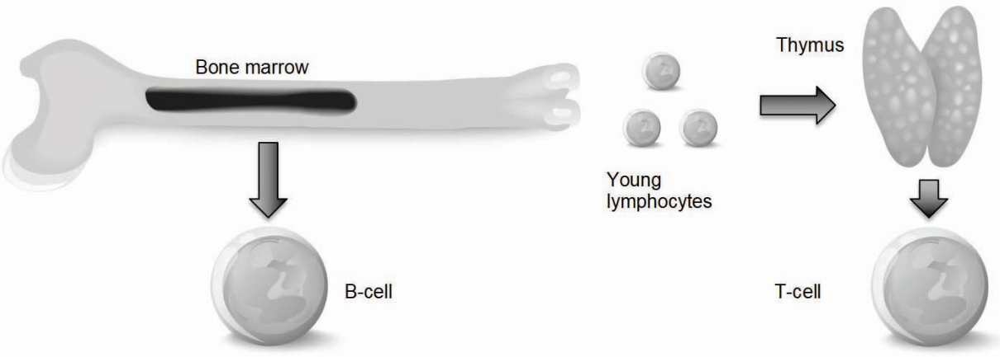 Bone marrow
Thymus
Young
lymphocytes
B-cell
T-cell